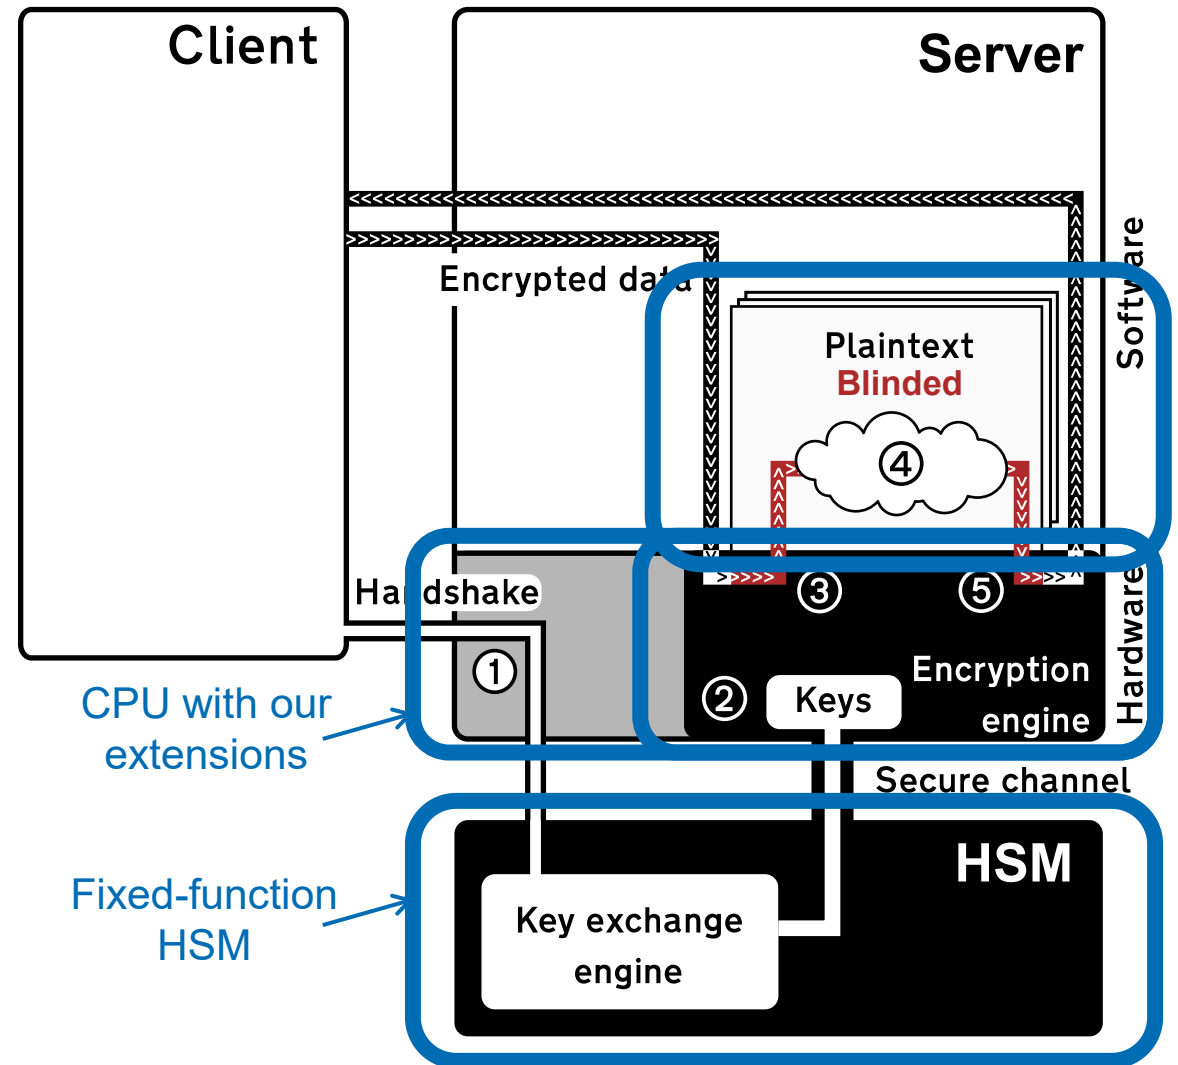 Client
Server
Encrypted data
Software
Plaintext
Blinded
④
Handshake
③
⑤
①
②
Keys
Encryption
engine
Hardware
CPU with our
extensions
Secure channel
HSM
Fixed-function
HSM
Key exchange
engine